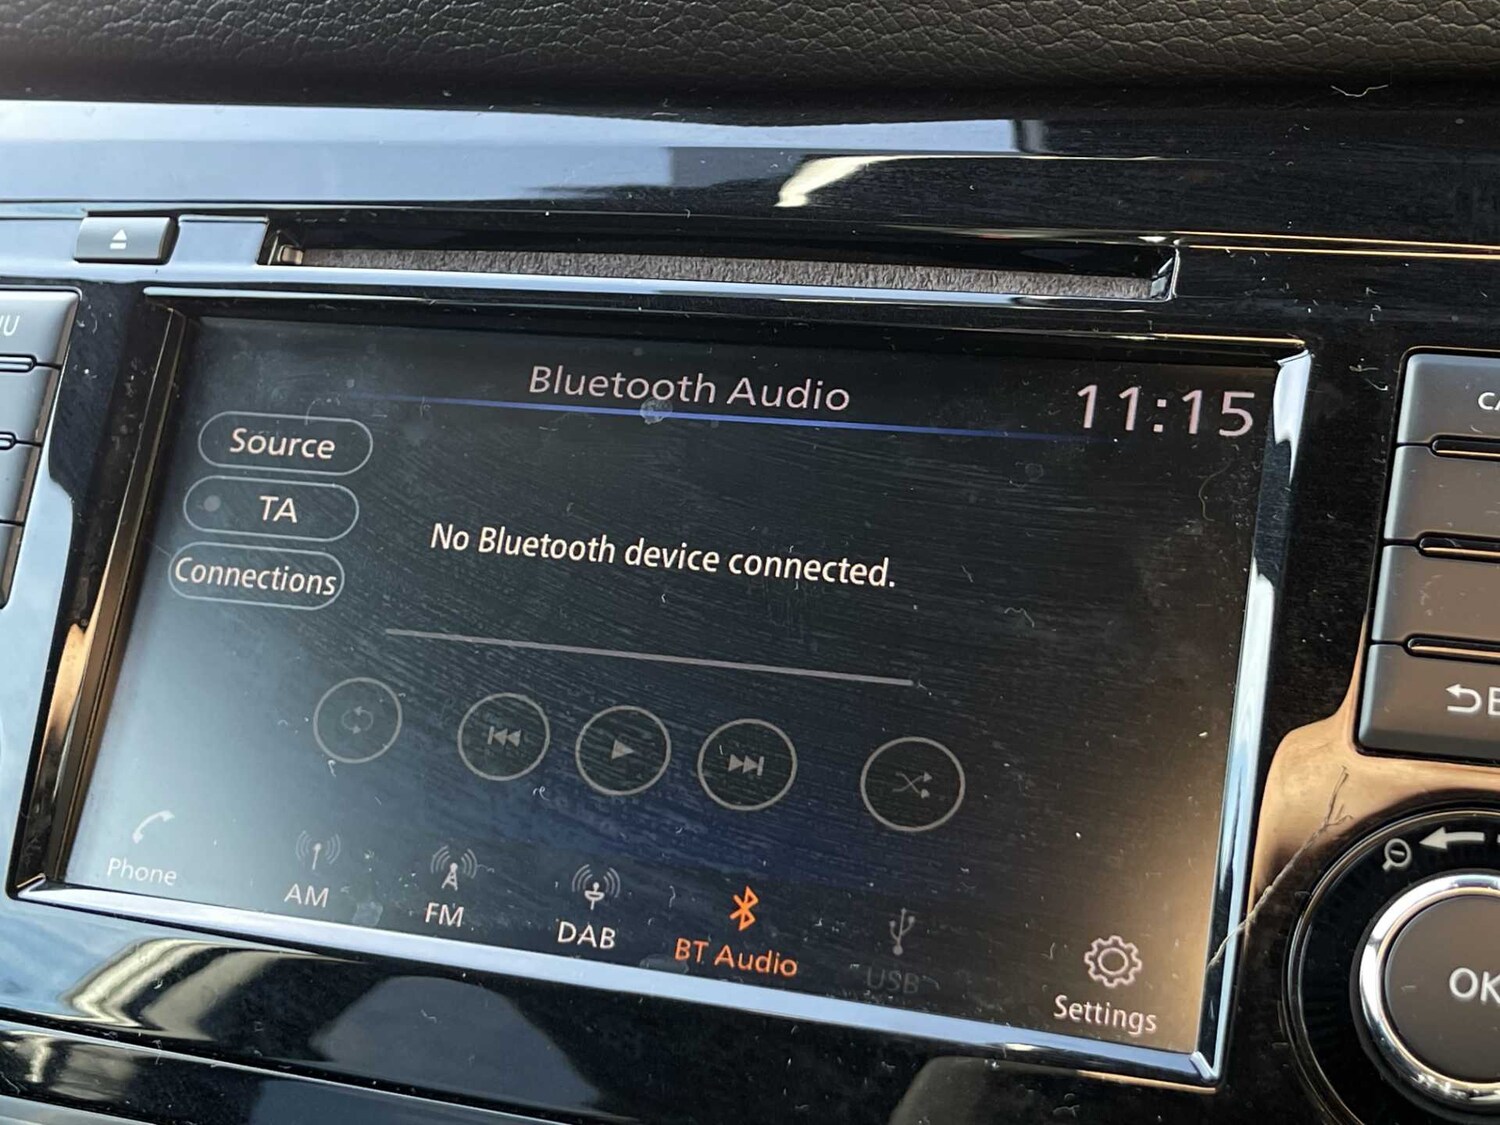 Bluetooth Audio
11:15
Source
TA
Connections
No Bluetooth device connected.
Phone
AM
FM
DAB
BT Audio
USB
Settings
OK